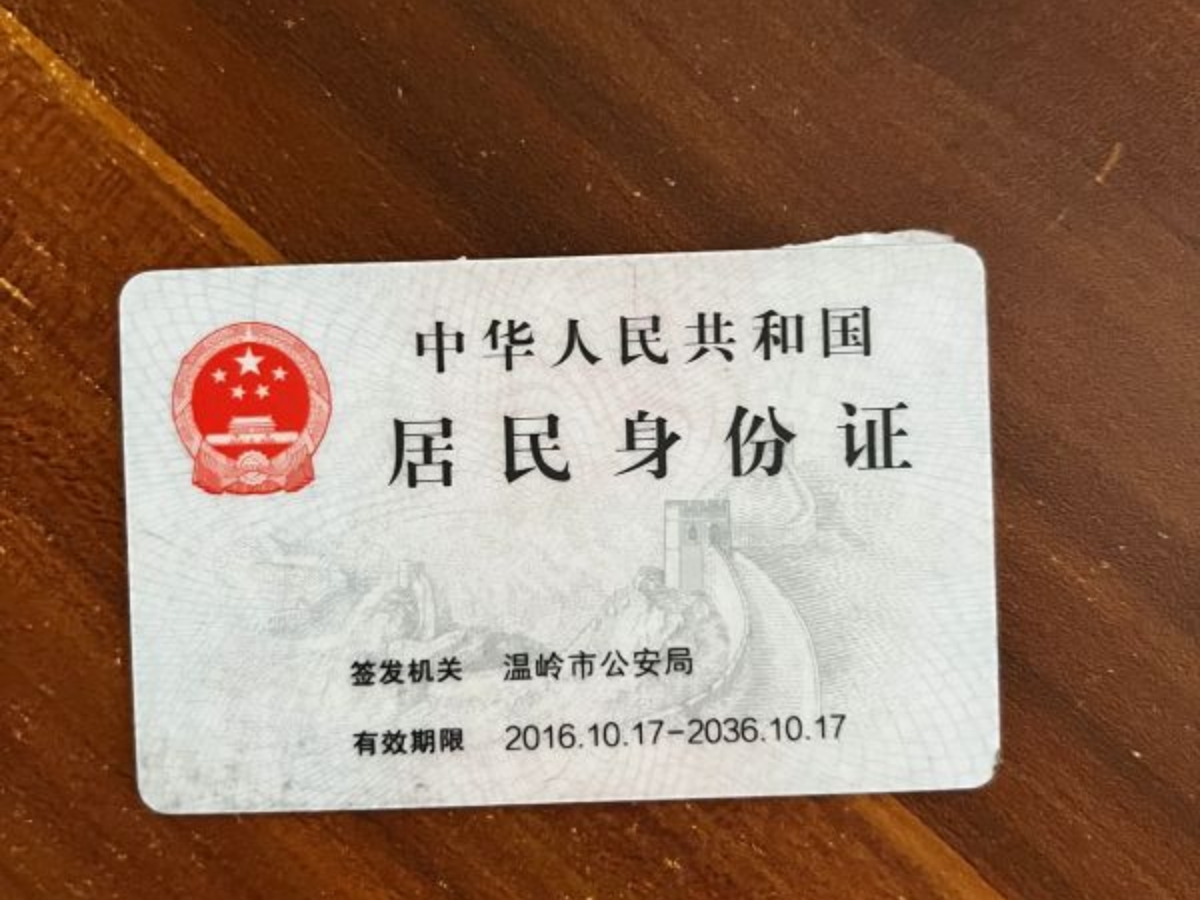 中华人民共和国
居民身份证
签发机关 温岭市公安局
有效期限 2016.10.17-2036.10.17